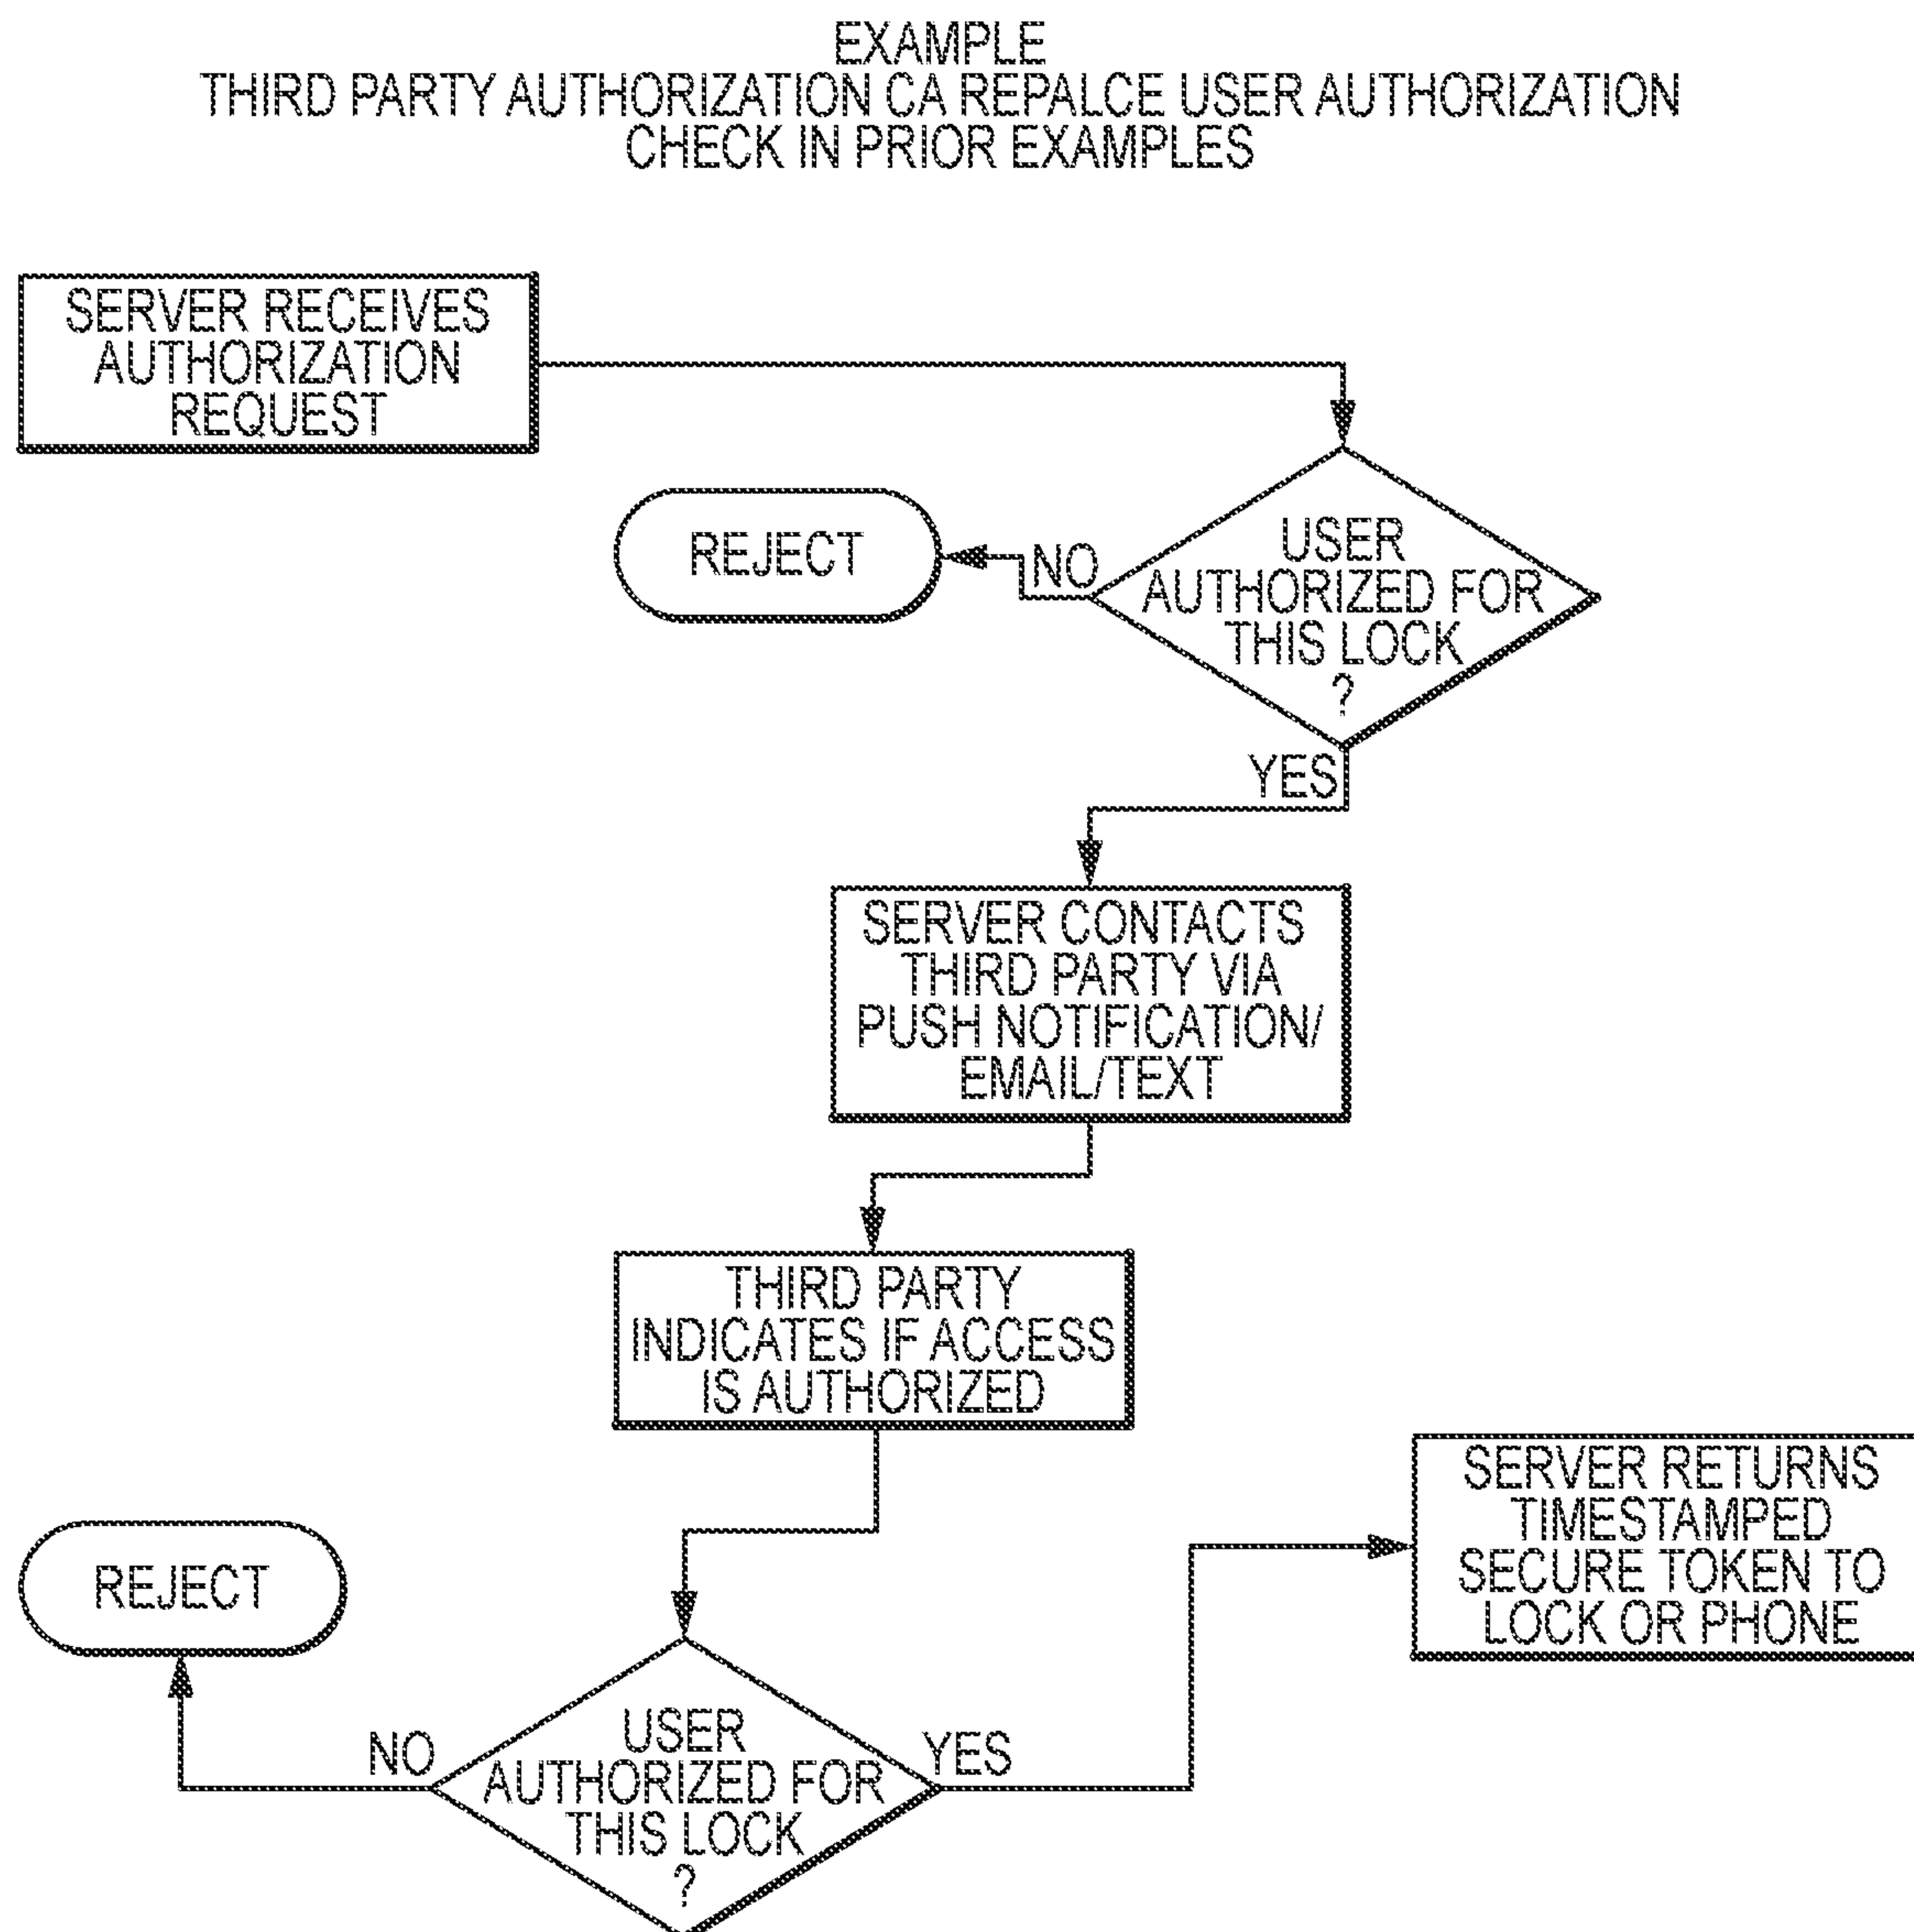 EXAMPLE
THIRD PARTY AUTHORIZATION CA REPALCE USER AUTHORIZATION
CHECK IN PRIOR EXAMPLES
SERVER RECEIVES
AUTHORIZATION
REQUEST
REJECT
NO
USER
AUTHORIZED FOR
THIS LOCK
?
YES
SERVER CONTACTS
THIRD PARTY VIA
PUSH NOTIFICATION/
EMAIL/TEXT
THIRD PARTY
INDICATES IF ACCESS
IS AUTHORIZED
SERVER RETURNS
TIMESTAMPED
SECURE TOKEN TO
LOCK OR PHONE
REJECT
NO
USER
AUTHORIZED FOR
THIS LOCK
?
YES